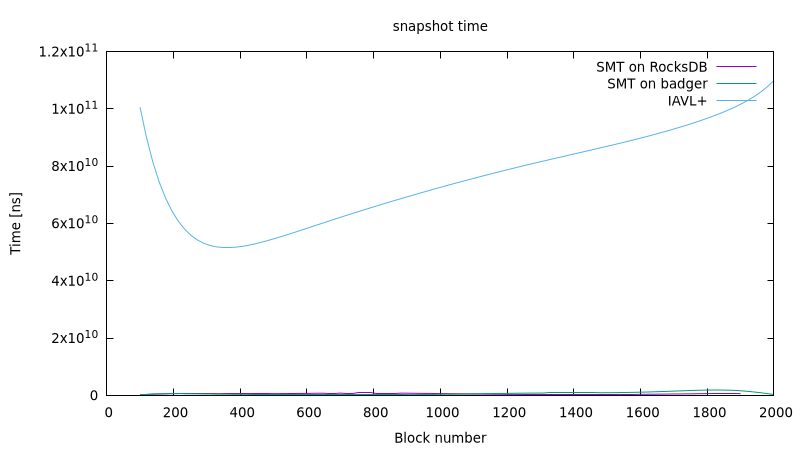 snapshot time
1.2x10^11
1x10^11
8x10^10
6x10^10
4x10^10
2x10^10
0
Time [ns]
SMT on RocksDB
SMT on badger
IAVL+
0 200 400 600 800 1000 1200 1400 1600 1800 2000
Block number